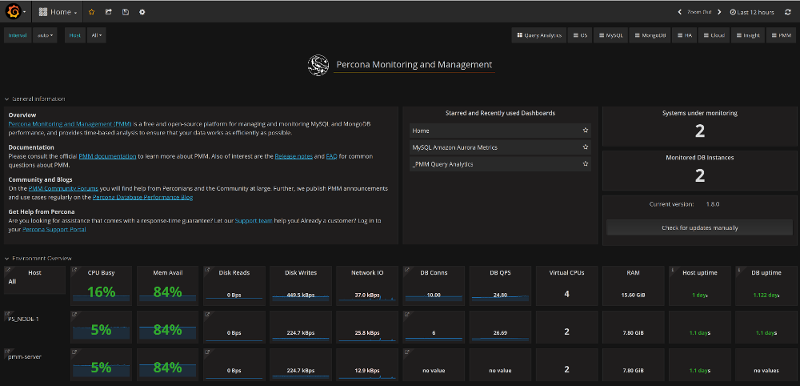 Home
Zoom Out
Last 12 hours
Interval
auto
Host
All
Query Analytics
OS
MySQL
MongoDB
HA
Cloud
Insight
PMM
Percona Monitoring and Management
General Information
Overview
Percona Monitoring and Management (PMM) is a free and open-source platform for managing and monitoring MySQL and MongoDB
performance, and provides time-based analysis to ensure that your data works as efficiently as possible.
Documentation
Please consult the official PMM documentation to learn more about PMM. Also of interest are the Release notes and FAQ for common
questions about PMM.
Community and Blogs
On the PMM Community Forums you will find help from Perconians and the Community at large. Further, we publish PMM announcements
and use cases regularly on the Percona Database Performance Blog
Get Help from Percona
Are you looking for assistance that comes with a response-time guarantee? Let our Support team help you! Already a customer? Log in to
your Percona Support Portal
Starred and Recently used Dashboards
Home
MySQL Amazon Aurora Metrics
_PMM Query Analytics
Systems under monitoring
2
Monitored DB Instances
2
Current version: 1.8.0
Check for updates manually
Environment Overview
Host
CPU Busy
Mem Avail
Disk Reads
Disk Writes
Network IO
DB Conns
DB QPS
Virtual CPUs
RAM
Host uptime
DB uptime
All
16%
84%
0 Bps
449.5 kBps
37.0 kBps
10.00
24.80
4
15.60 GiB
1 days
1.122 days
PS_NODE-1
5%
84%
0 Bps
224.7 kBps
25.8 kBps
6
26.69
2
7.80 GiB
1.1 days
1.1 days
pmm-server
5%
84%
0 Bps
224.7 kBps
12.9 kBps
no value
no value
2
7.80 GiB
1.1 days
no values